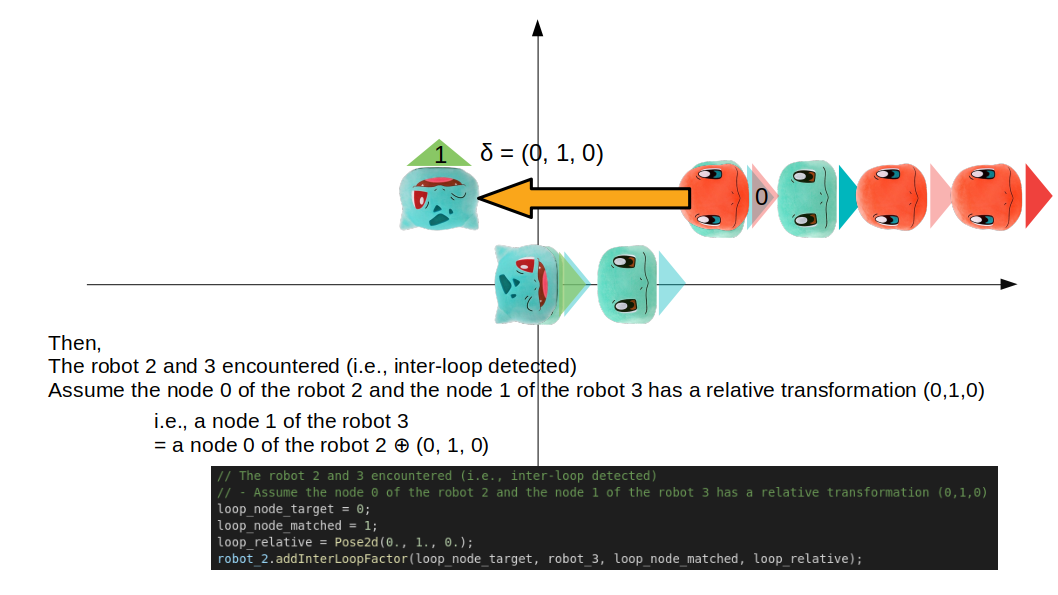 1
δ = (0, 1, 0)
0
Then,
The robot 2 and 3 encountered (i.e., inter-loop detected)
Assume the node 0 of the robot 2 and the node 1 of the robot 3 has a relative transformation (0,1,0)
i.e., a node 1 of the robot 3
= a node 0 of the robot 2 ⊕ (0, 1, 0)
// The robot 2 and 3 encountered (i.e., inter-loop detected)
// - Assume the node 0 of the robot 2 and the node 1 of the robot 3 has a relative transformation (0,1,0)
loop_node_target = 0;
loop_node_matched = 1;
loop_relative = Pose2d(0., 1., 0.);
robot_2.addInterLoopFactor(loop_node_target, robot_3, loop_node_matched, loop_relative);